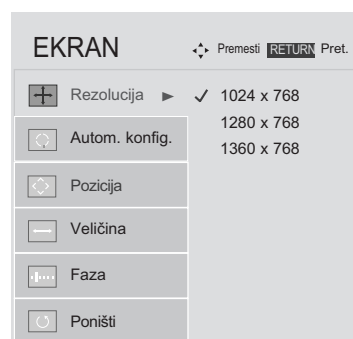 EKRAN Premesti RETURN Pret.
Rezolucija ► ✓ 1024 x 768
1280 x 768
1360 x 768
Autom. konfig.
Pozicija
Veličina
Faza
Poništi